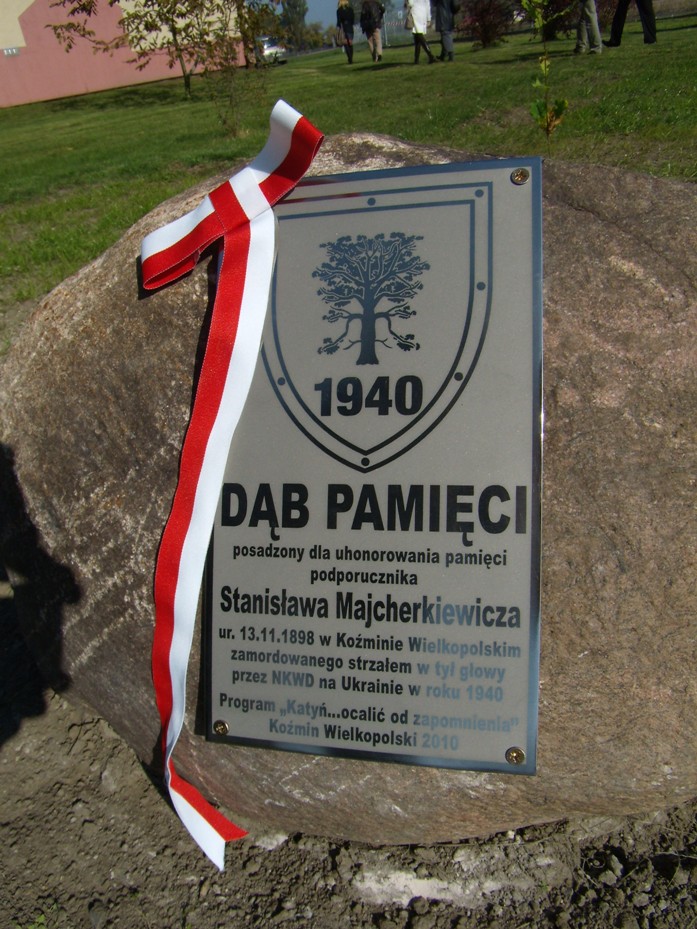 1940
DĄB PAMIĘCI
posadzony dla uhonorowania pamięci
podporucznika
Stanisława Majcherkiewicza
ur. 13.11.1898 w Koźminie Wielkopolskim
zamordowanego strzałem w tył głowy
przez NKWD na Ukrainie w roku 1940
Program „Katyń...ocalić od zapomnienia“
Koźmin Wielkopolski 2010